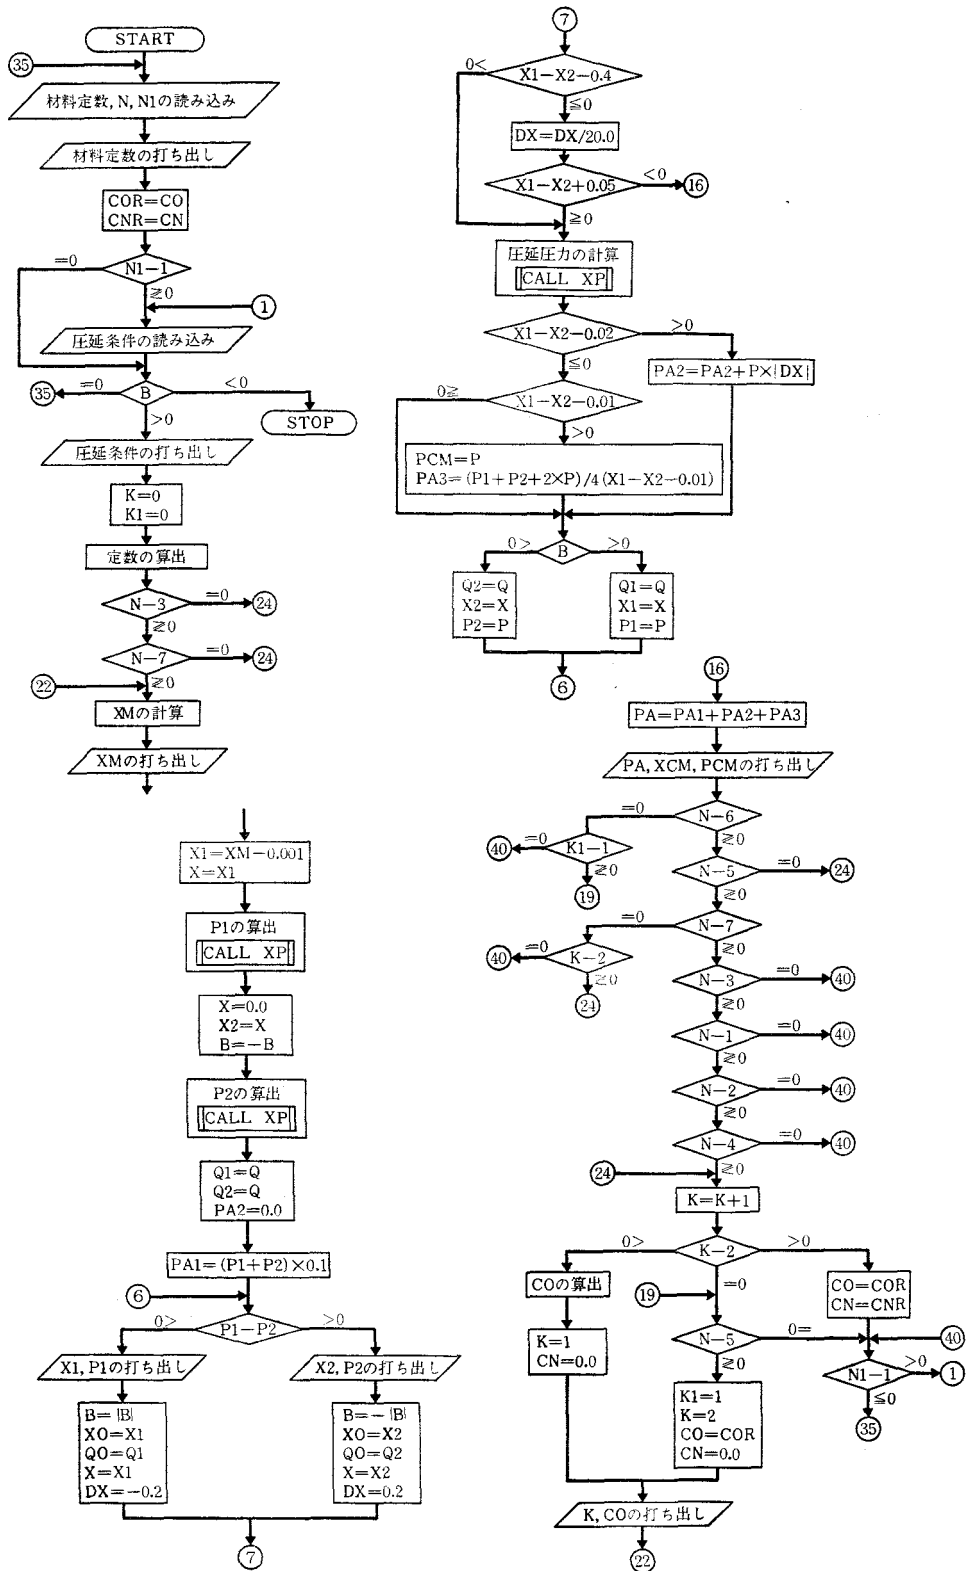 START
35
材料定数, N, N1の読み込み
材料定数の打ち出し
COR=CO
CNR=CN
=0
N1−1
≷0
1
圧延条件の読み込み
35
=0
B
<0
STOP
>0
圧延条件の打ち出し
K=0
K1=0
定数の算出
N−3
=0
24
≷0
N−7
=0
24
22
≷0
XMの計算
XMの打ち出し
X1=XM−0.001
X=X1
P1の算出
CALL XP
X=0.0
X2=X
B=−B
P2の算出
CALL XP
Q1=Q
Q2=Q
PA2=0.0
PA1=(P1+P2)×0.1
6
0>
P1−P2
>0
X1, P1の打ち出し
X2, P2の打ち出し
B=|B|
XO=X1
QO=Q1
X=X1
DX=−0.2
B=−|B|
XO=X2
QO=Q2
X=X2
DX=0.2
7
7
0<
X1−X2−0.4
≦0
DX=DX/20.0
X1−X2+0.05
<0
16
≧0
圧延圧力の計算
CALL XP
X1−X2−0.02
>0
≦0
PA2=PA2+P×|DX|
0≧
X1−X2−0.01
>0
PCM=P
PA3=(P1+P2+2×P)/4(X1−X2−0.01)
0>
B
>0
Q2=Q
X2=X
P2=P
Q1=Q
X1=X
P1=P
6
16
PA=PA1+PA2+PA3
PA, XCM, PCMの打ち出し
=0
N−6
≷0
40
=0
K1−1
≷0
19
N−5
=0
24
≷0
=0
N−7
≷0
40
=0
K−2
≷0
24
N−3
=0
40
≷0
N−1
=0
40
≷0
N−2
=0
40
≷0
N−4
=0
40
24
≷0
K=K+1
0>
K−2
>0
=0
COの算出
19
CO=COR
CN=CNR
K=1
CN=0.0
N−5
0=
40
≷0
N1−1
>0
1
≦0
35
K1=1
K=2
CO=COR
CN=0.0
K, COの打ち出し
22